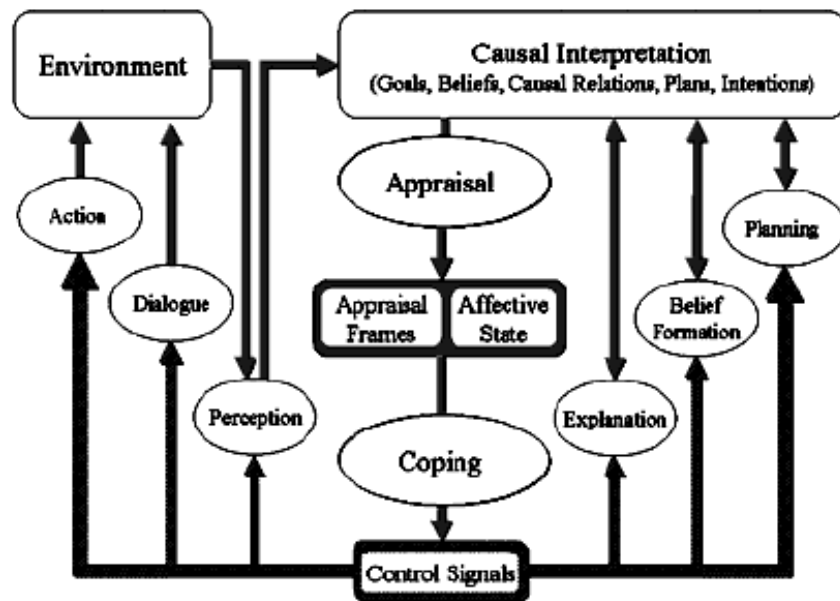 Environment
Causal Interpretation
(Goals, Beliefs, Causal Relations, Plans, Intentions)
Appraisal
Action
Planning
Dialogue
Appraisal
Frames
Affective
State
Belief
Formation
Perception
Explanation
Coping
Control Signals